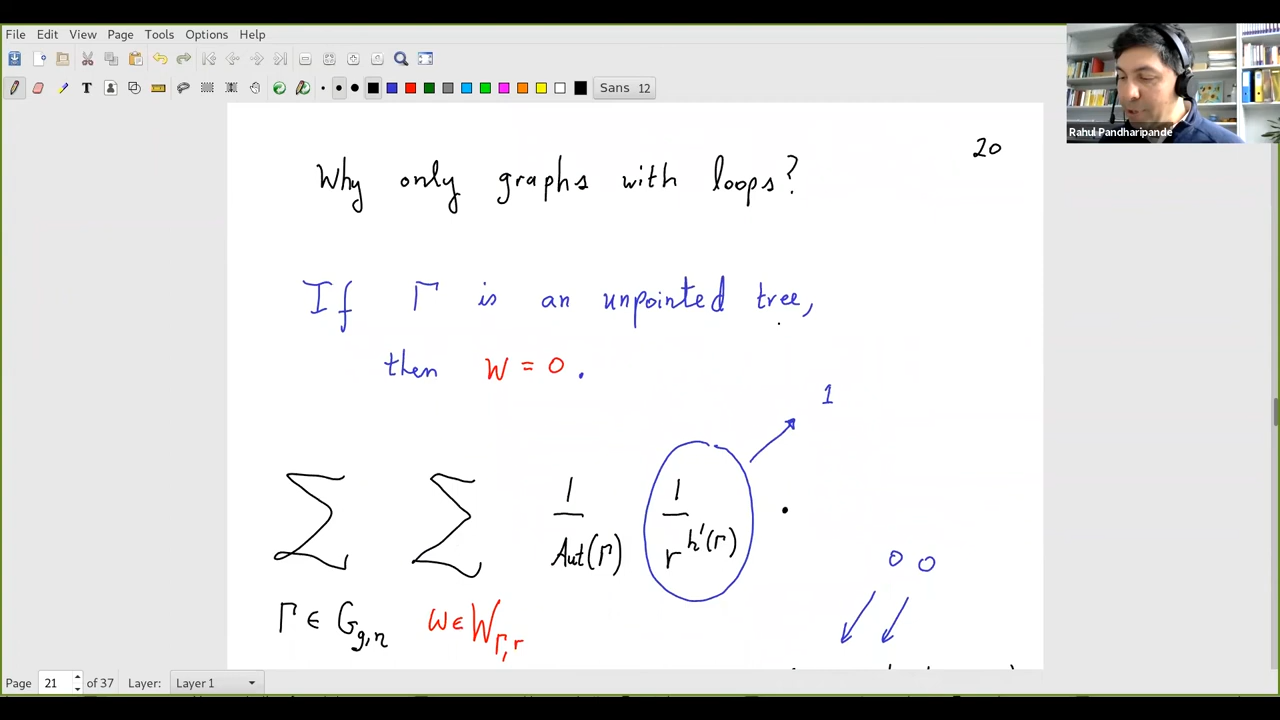 File Edit View Page Tools Options Help
Sans 12
Rahul Pandharipande
20
Why only graphs with loops?
If Γ is an unpointed tree,
then w = 0.
1
Σ Σ 1/Aut(Γ) 1/r^{h^1(Γ)} ·
0 0
Γ ∈ G_{g,n} w ∈ W_{Γ,r}
Page 21 of 37 Layer: Layer 1